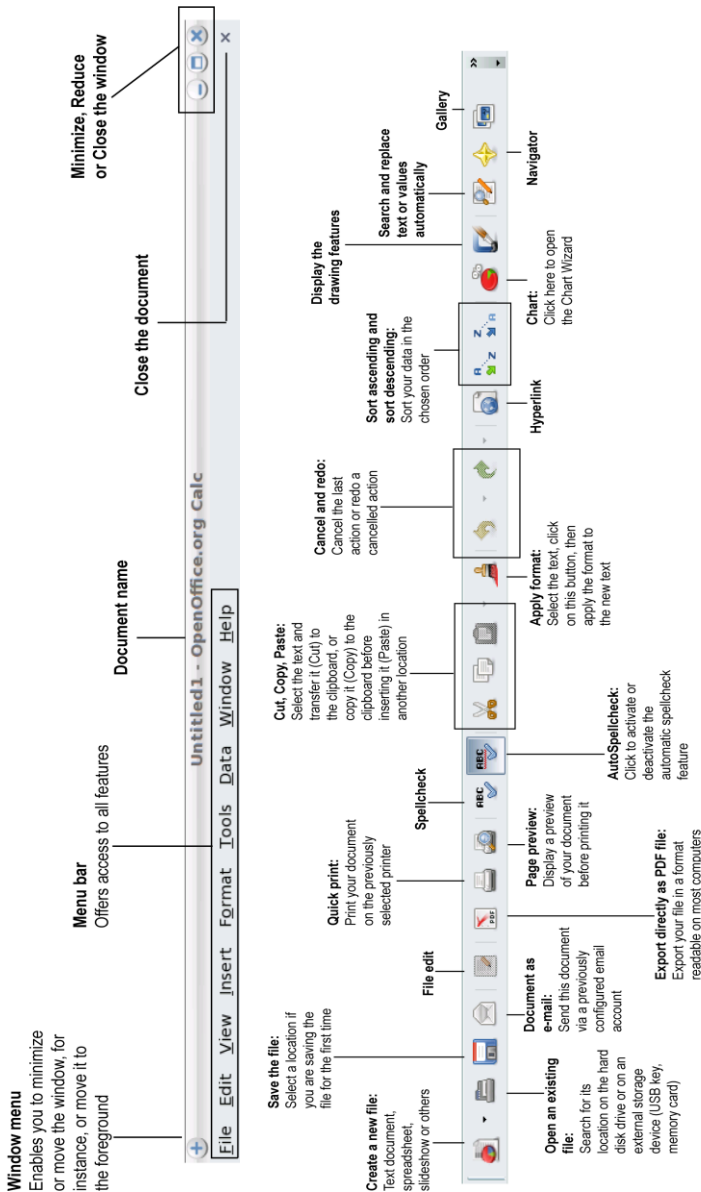 Window menu
Enables you to minimize
or move the window, for
instance, or move it to
the foreground
Menu bar
Offers access to all features
Document name
Close the document
Minimize, Reduce
or Close the window
Untitled1 - OpenOffice.org Calc
File Edit View Insert Format Tools Data Window Help
Create a new file:
Text document,
spreadsheet,
slideshow or others
Save the file:
Select a location if
you are saving the
file for the first time
File edit
Quick print:
Print your document
on the previously
selected printer
Spellcheck
Cut, Copy, Paste:
Select the text and
transfer it (Cut) to
the clipboard, or
copy it (Copy) to the
clipboard before
inserting it (Paste) in
another location
Cancel and redo:
Cancel the last
action or redo a
cancelled action
Sort ascending and
sort descending:
Sort your data in the
chosen order
Display the
drawing features
Search and replace
text or values
automatically
Gallery
PDF
ABC
ABC
A Z
Z A
Open an existing
file:
Search for its
location on the hard
disk drive or on an
external storage
device (USB key,
memory card)
Document as
e-mail:
Send this document
via a previously
configured email
account
Export directly as PDF file:
Export your file in a format
readable on most computers
Page preview:
Display a preview
of your document
before printing it
AutoSpellcheck:
Click to activate or
deactivate the
automatic spellcheck
feature
Apply format:
Select the text, click
on this button, then
apply the format to
the new text
Hyperlink
Chart:
Click here to open
the Chart Wizard
Navigator